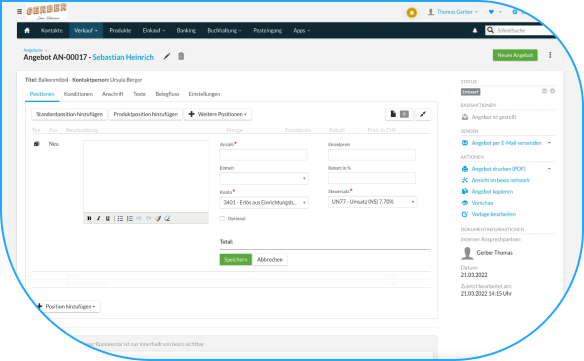 GERBER
Thomas Gerber
Kontakte Verkauf Produkte Einkauf Banking Buchhaltung Posteingang Apps Schnellsuche
Angebote
Angebot AN-00017 - Sebastian Heinrich
Neues Angebot
Titel: Balkonmöbel - Kontaktperson: Ursula Berger
Positionen Konditionen Anschrift Texte Belegfluss Einstellungen
Standardposition hinzufügen Produktposition hinzufügen Weitere Positionen
Typ Pos Beschreibung Menge Einzelpreis Rabatt Preis in CHF
Neu
Anzahl*
Einzelpreis
Einheit
Rabatt in %
Konto*
Steuersatz*
3401 - Erlös aus Einrichtungsb...
UN77 - Umsatz (NS) 7.70%
B I U
Optional
Total:
Speichern Abbrechen
Position hinzufügen
Kommentar ist nur innerhalb von bexio sichtbar
STATUS
Entwurf
BASISAKTIONEN
Angebot ist gestellt
SENDEN
Angebot per E-Mail versenden
AKTIONEN
Angebot drucken (PDF)
Ansicht im bexio network
Angebot kopieren
Vorschau
Vorlage bearbeiten
DOKUMENTINFORMATIONEN
Interner Ansprechpartner:
Gerber Thomas
Datum:
21.03.2022
Zuletzt bearbeitet am:
21.03.2022 14:15 Uhr